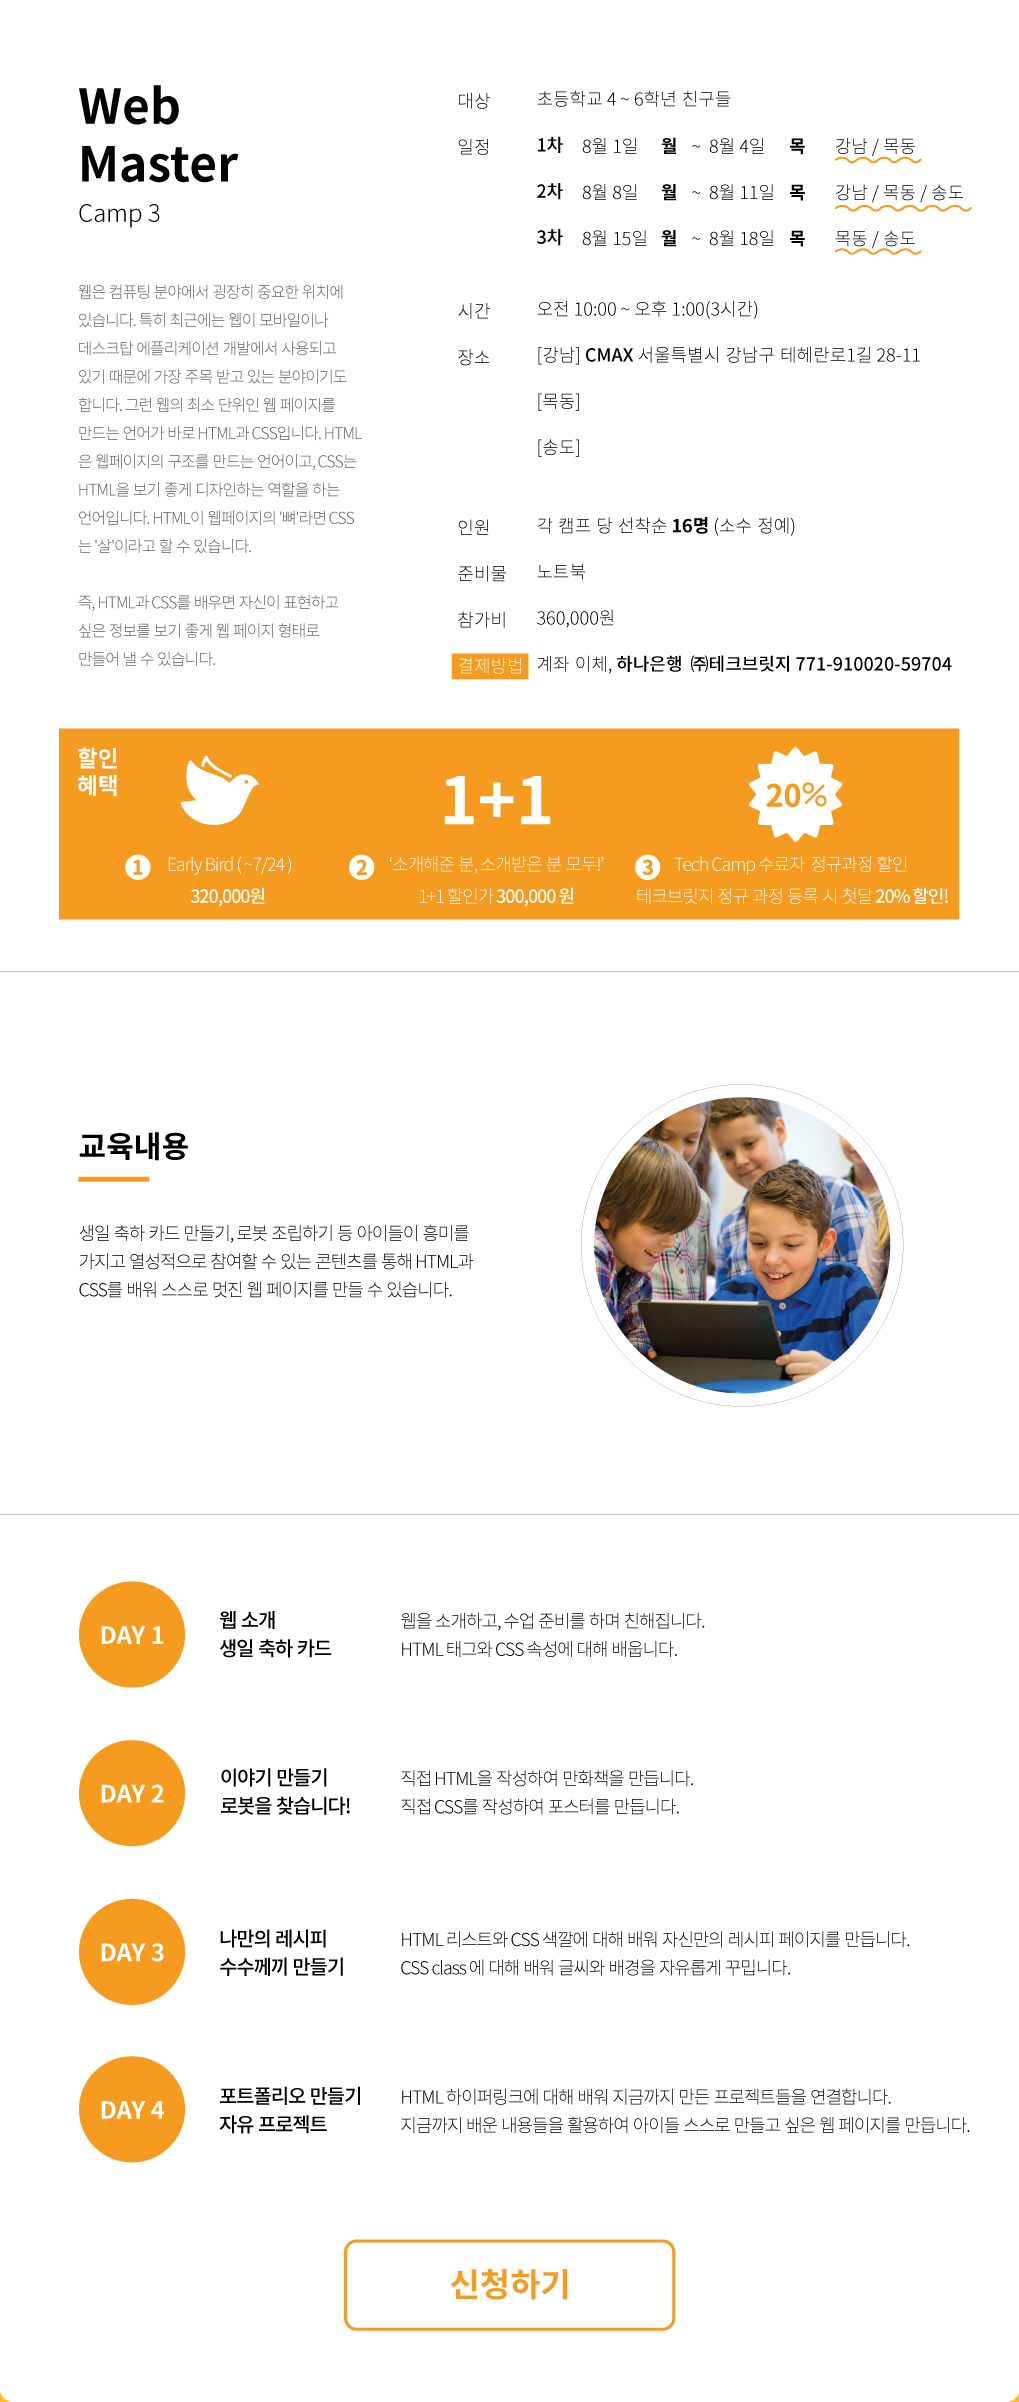 Web
Master
Camp 3
웹은 컴퓨팅 분야에서 굉장히 중요한 위치에
있습니다. 특히 최근에는 웹이 모바일이나
데스크탑 에플리케이션 개발에서 사용되고
있기 때문에 가장 주목 받고 있는 분야이기도
합니다. 그런 웹의 최소 단위인 웹 페이지를
만드는 언어가 바로 HTML과 CSS입니다. HTML
은 웹페이지의 구조를 만드는 언어이고, CSS는
HTML을 보기 좋게 디자인하는 역할을 하는
언어입니다. HTML이 웹페이지의 '뼈'라면 CSS
는 '살'이라고 할 수 있습니다.
즉, HTML과 CSS를 배우면 자신이 표현하고
싶은 정보를 보기 좋게 웹 페이지 형태로
만들어 낼 수 있습니다.
대상 초등학교 4 ~ 6학년 친구들
일정 1차 8월 1일 월 ~ 8월 4일 목 강남 / 목동
2차 8월 8일 월 ~ 8월 11일 목 강남 / 목동 / 송도
3차 8월 15일 월 ~ 8월 18일 목 목동 / 송도
시간 오전 10:00 ~ 오후 1:00(3시간)
장소 [강남] CMAX 서울특별시 강남구 테헤란로1길 28-11
[목동]
[송도]
인원 각 캠프 당 선착순 16명 (소수 정예)
준비물 노트북
참가비 360,000원
결제방법 계좌 이체, 하나은행 ㈜테크브릿지 771-910020-59704
할인
혜택
1 Early Bird ( ~7/24 )
320,000원
1+1
2 ‘소개해준 분, 소개받은 분 모두!’
1+1 할인가 300,000 원
20%
3 Tech Camp 수료자 정규과정 할인
테크브릿지 정규 과정 등록 시 첫달 20% 할인!
교육내용
생일 축하 카드 만들기, 로봇 조립하기 등 아이들이 흥미를
가지고 열성적으로 참여할 수 있는 콘텐츠를 통해 HTML과
CSS를 배워 스스로 멋진 웹 페이지를 만들 수 있습니다.
DAY 1
웹 소개
생일 축하 카드
웹을 소개하고, 수업 준비를 하며 친해집니다.
HTML 태그와 CSS 속성에 대해 배웁니다.
DAY 2
이야기 만들기
로봇을 찾습니다!
직접 HTML을 작성하여 만화책을 만듭니다.
직접 CSS를 작성하여 포스터를 만듭니다.
DAY 3
나만의 레시피
수수께끼 만들기
HTML 리스트와 CSS 색깔에 대해 배워 자신만의 레시피 페이지를 만듭니다.
CSS class 에 대해 배워 글씨와 배경을 자유롭게 꾸밉니다.
DAY 4
포트폴리오 만들기
자유 프로젝트
HTML 하이퍼링크에 대해 배워 지금까지 만든 프로젝트들을 연결합니다.
지금까지 배운 내용들을 활용하여 아이들 스스로 만들고 싶은 웹 페이지를 만듭니다.
신청하기